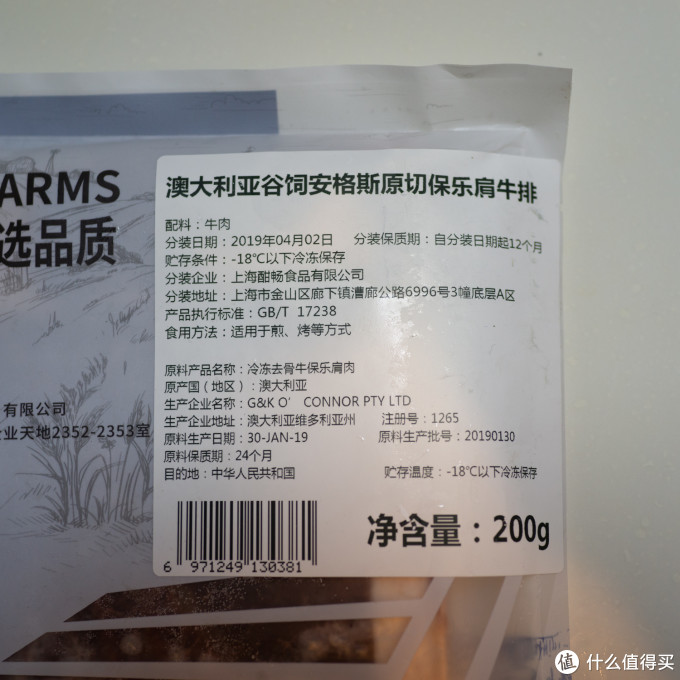 ARMS
选品质
有限公司
业天地2352-2353室
澳大利亚谷饲安格斯原切保乐肩牛排
配料：牛肉
分装日期：2019年04月02日 分装保质期：自分装日期起12个月
贮存条件：-18℃以下冷冻保存
分装企业：上海酣畅食品有限公司
分装地址：上海市金山区廊下镇漕廊公路6996号3幢底层A区
产品执行标准：GB/T 17238
食用方法：适用于煎、烤等方式
原料产品名称：冷冻去骨牛保乐肩肉
原产国（地区）：澳大利亚
生产企业名称：G&K O' CONNOR PTY LTD
生产企业地址：澳大利亚维多利亚州 注册号：1265
原料生产日期：30-JAN-19 原料生产批号：20190130
原料保质期：24个月
目的地：中华人民共和国 贮存温度：-18℃以下冷冻保存
净含量：200g
6 971249 130381
值 什么值得买